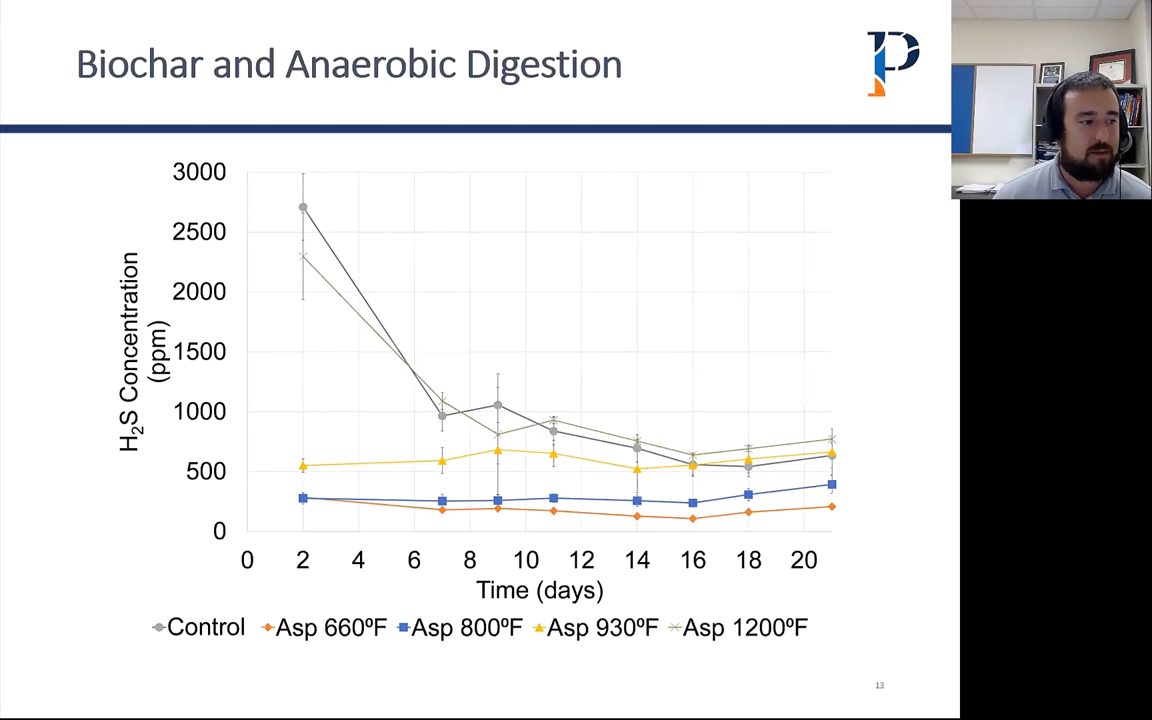 Biochar and Anaerobic Digestion
P
3000
2500
2000
1500
1000
500
0
H₂S Concentration
(ppm)
0 2 4 6 8 10 12 14 16 18 20
Time (days)
Control Asp 660ºF Asp 800ºF Asp 930ºF Asp 1200ºF
13